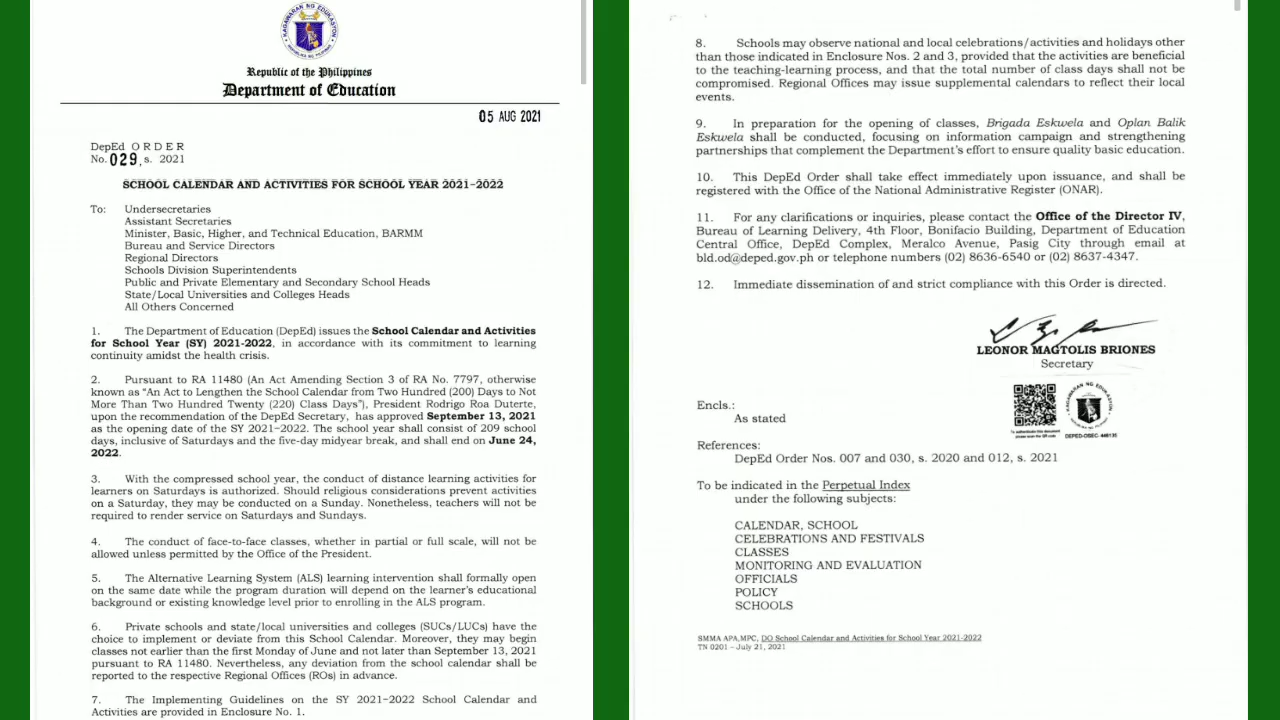 KAGAWARAN NG EDUKASYON
Republic of the Philippines
Department of Education
05 AUG 2021
DepEd ORDER
No. 029, s. 2021
SCHOOL CALENDAR AND ACTIVITIES FOR SCHOOL YEAR 2021–2022
To: Undersecretaries
Assistant Secretaries
Minister, Basic, Higher, and Technical Education, BARMM
Bureau and Service Directors
Regional Directors
Schools Division Superintendents
Public and Private Elementary and Secondary School Heads
State/Local Universities and Colleges Heads
All Others Concerned
1. The Department of Education (DepEd) issues the School Calendar and Activities
for School Year (SY) 2021-2022, in accordance with its commitment to learning
continuity amidst the health crisis.
2. Pursuant to RA 11480 (An Act Amending Section 3 of RA No. 7797, otherwise
known as "An Act to Lengthen the School Calendar from Two Hundred (200) Days to Not
More Than Two Hundred Twenty (220) Class Days"), President Rodrigo Roa Duterte,
upon the recommendation of the DepEd Secretary, has approved September 13, 2021
as the opening date of the SY 2021–2022. The school year shall consist of 209 school
days, inclusive of Saturdays and the five-day midyear break, and shall end on June 24,
2022.
3. With the compressed school year, the conduct of distance learning activities for
learners on Saturdays is authorized. Should religious considerations prevent activities
on a Saturday, they may be conducted on a Sunday. Nonetheless, teachers will not be
required to render service on Saturdays and Sundays.
4. The conduct of face-to-face classes, whether in partial or full scale, will not be
allowed unless permitted by the Office of the President.
5. The Alternative Learning System (ALS) learning intervention shall formally open
on the same date while the program duration will depend on the learner's educational
background or existing knowledge level prior to enrolling in the ALS program.
6. Private schools and state/local universities and colleges (SUCs/LUCs) have the
choice to implement or deviate from this School Calendar. Moreover, they may begin
classes not earlier than the first Monday of June and not later than September 13, 2021
pursuant to RA 11480. Nevertheless, any deviation from the school calendar shall be
reported to the respective Regional Offices (ROs) in advance.
7. The Implementing Guidelines on the SY 2021–2022 School Calendar and
Activities are provided in Enclosure No. 1.
8. Schools may observe national and local celebrations/activities and holidays other
than those indicated in Enclosure Nos. 2 and 3, provided that the activities are beneficial
to the teaching-learning process, and that the total number of class days shall not be
compromised. Regional Offices may issue supplemental calendars to reflect their local
events.
9. In preparation for the opening of classes, Brigada Eskwela and Oplan Balik
Eskwela shall be conducted, focusing on information campaign and strengthening
partnerships that complement the Department's effort to ensure quality basic education.
10. This DepEd Order shall take effect immediately upon issuance, and shall be
registered with the Office of the National Administrative Register (ONAR).
11. For any clarifications or inquiries, please contact the Office of the Director IV,
Bureau of Learning Delivery, 4th Floor, Bonifacio Building, Department of Education
Central Office, DepEd Complex, Meralco Avenue, Pasig City through email at
bld.od@deped.gov.ph or telephone numbers (02) 8636-6540 or (02) 8637-4347.
12. Immediate dissemination of and strict compliance with this Order is directed.
LEONOR MAGTOLIS BRIONES
Secretary
To authenticate this document
please scan the QR code
DEPED-OSEC- 446135
Encls.:
As stated
References:
DepEd Order Nos. 007 and 030, s. 2020 and 012, s. 2021
To be indicated in the Perpetual Index
under the following subjects:
CALENDAR, SCHOOL
CELEBRATIONS AND FESTIVALS
CLASSES
MONITORING AND EVALUATION
OFFICIALS
POLICY
SCHOOLS
SMMA APA,MPC, DO School Calendar and Activities for School Year 2021-2022
TN 0201 – July 21, 2021